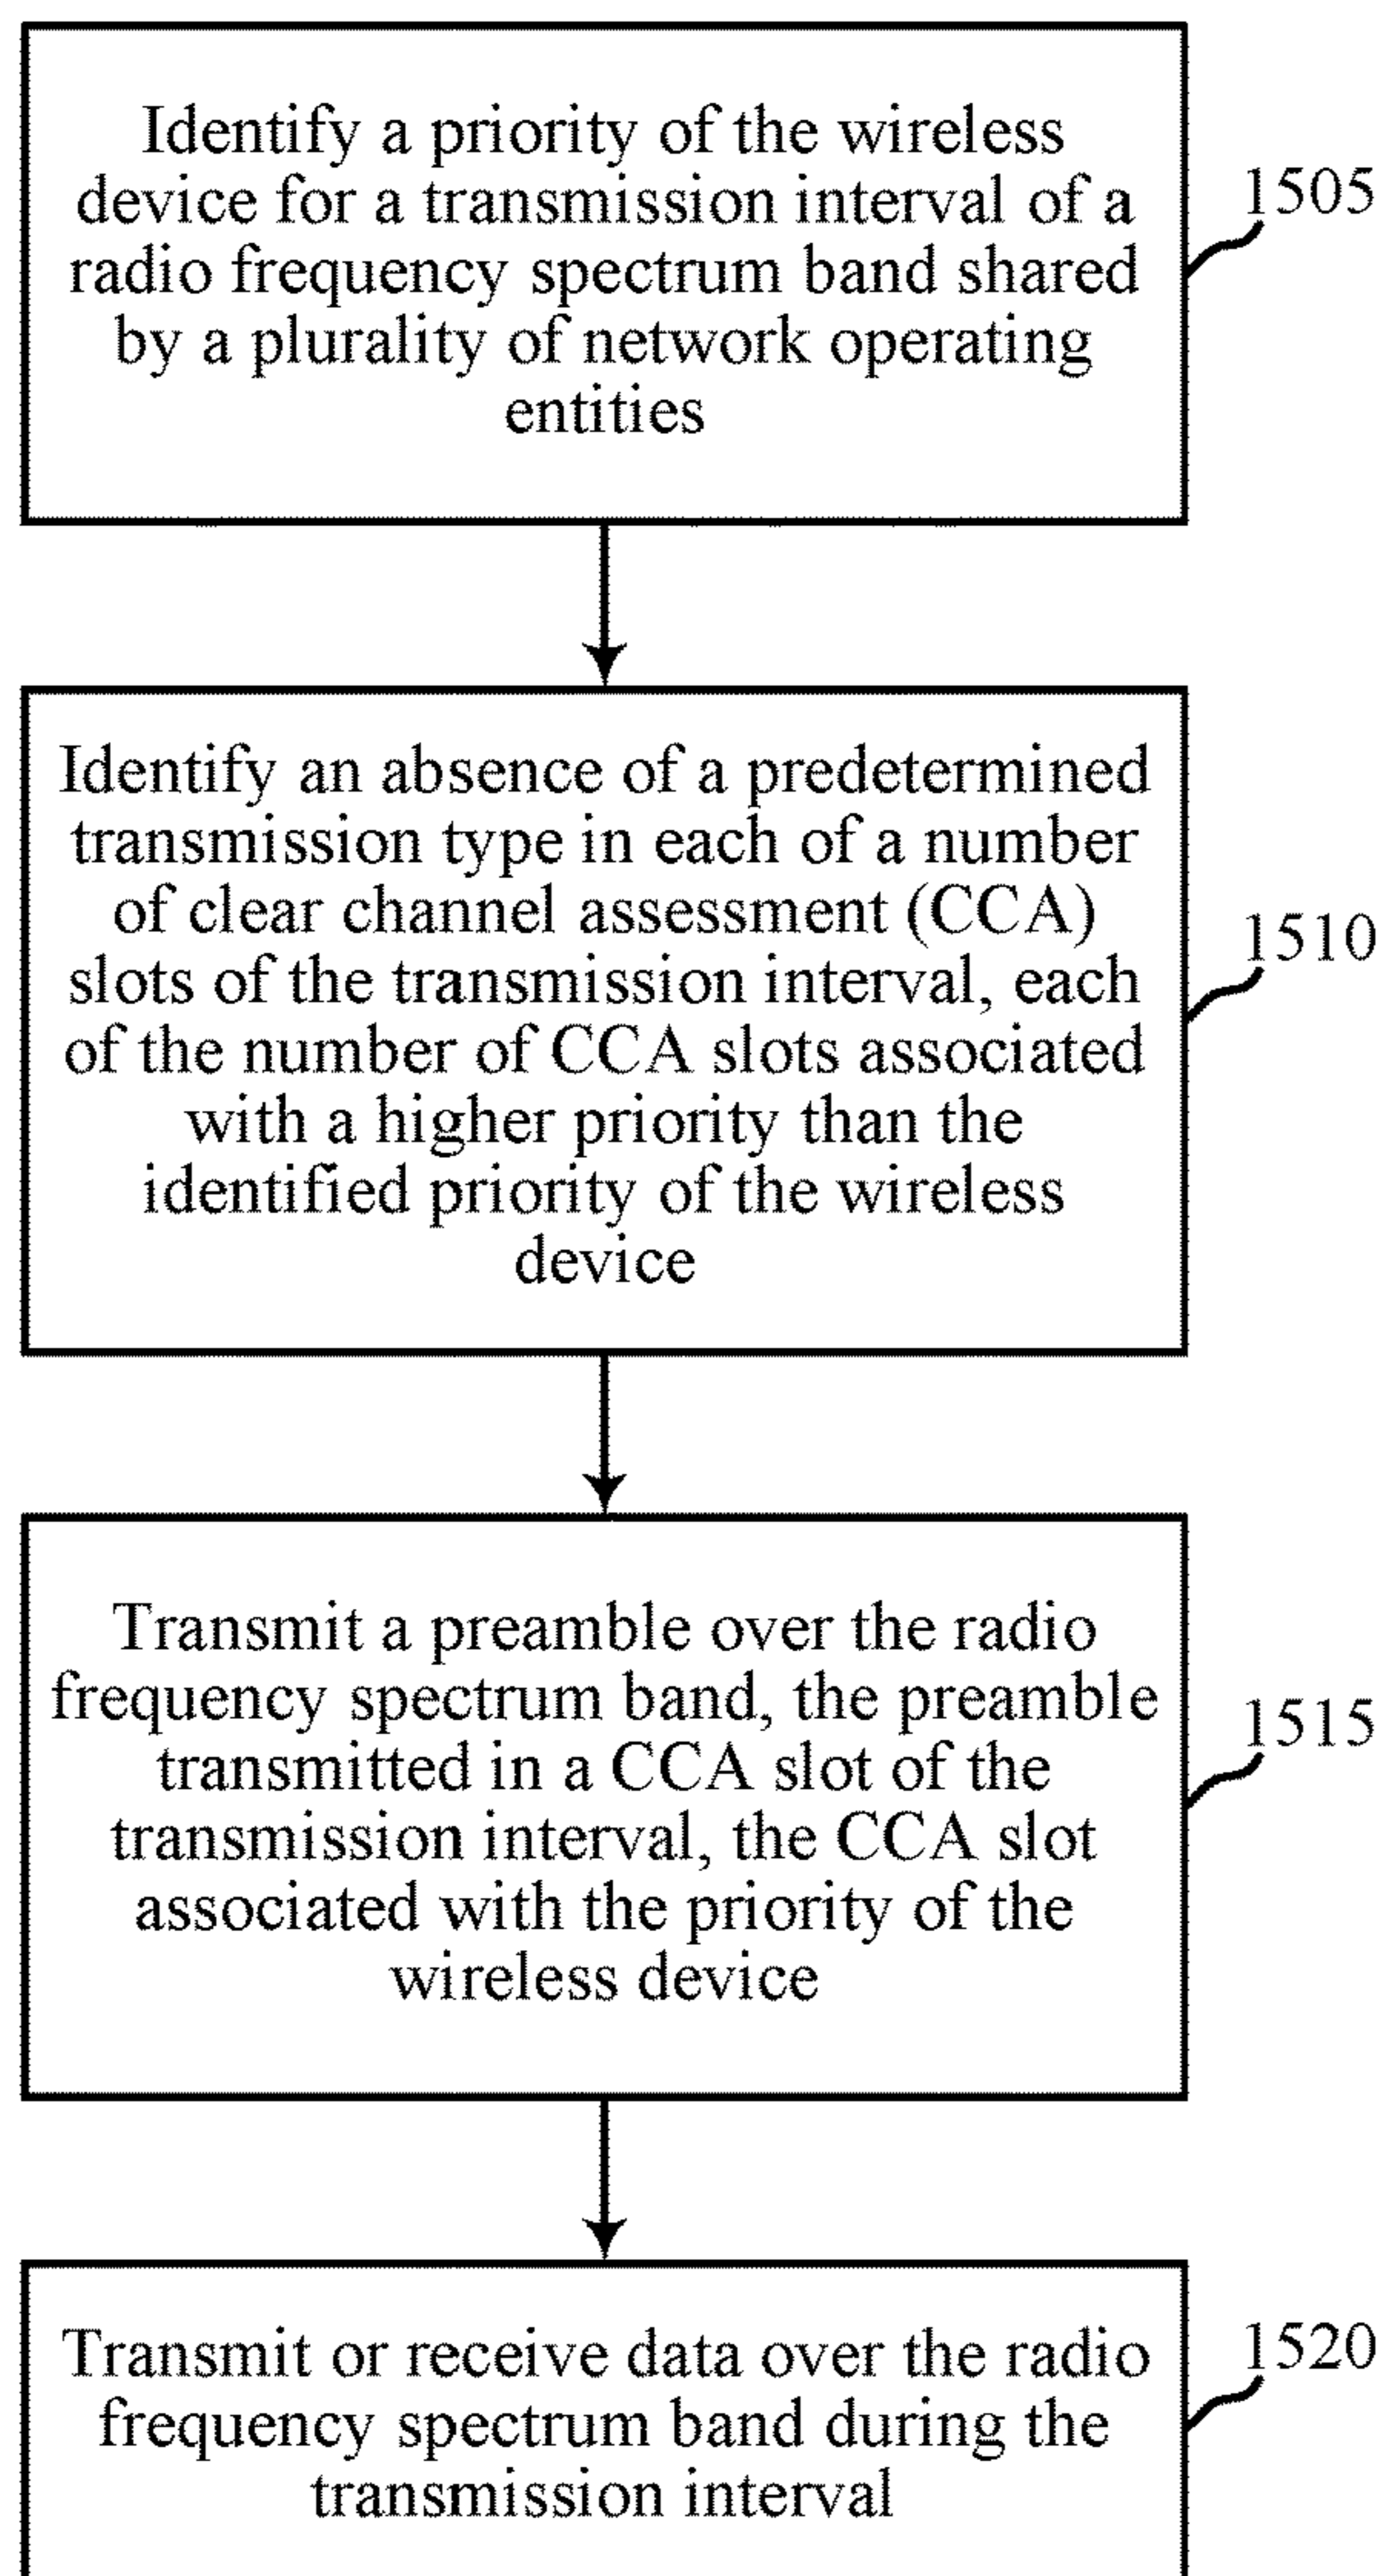 Identify a priority of the wireless
device for a transmission interval of a
radio frequency spectrum band shared
by a plurality of network operating
entities
1505
Identify an absence of a predetermined
transmission type in each of a number
of clear channel assessment (CCA)
slots of the transmission interval, each
of the number of CCA slots associated
with a higher priority than the
identified priority of the wireless
device
1510
Transmit a preamble over the radio
frequency spectrum band, the preamble
transmitted in a CCA slot of the
transmission interval, the CCA slot
associated with the priority of the
wireless device
1515
Transmit or receive data over the radio
frequency spectrum band during the
transmission interval
1520